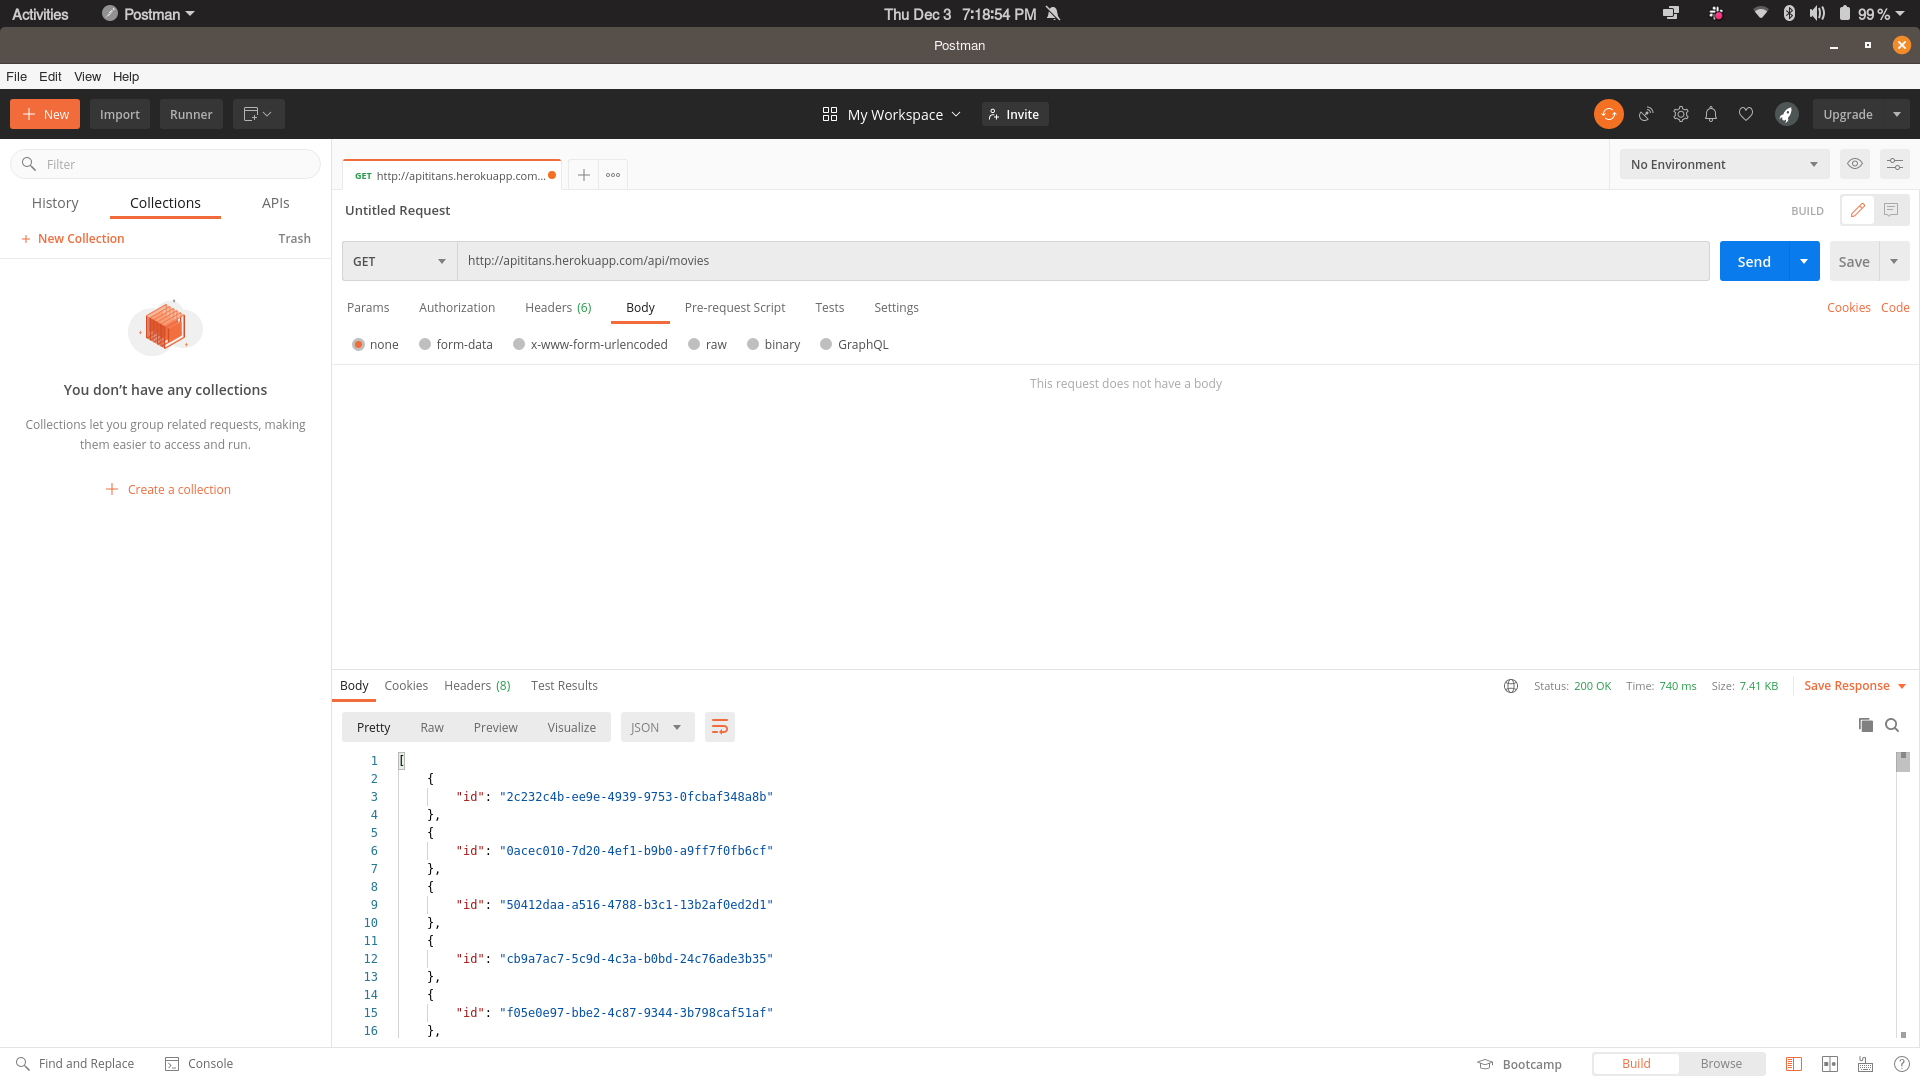 Activities Postman Thu Dec 3 7:18:54 PM 99 %
Postman
File Edit View Help
New Import Runner My Workspace Invite Upgrade
Filter
GET http://apititans.herokuapp.com... No Environment
History Collections APIs
Untitled Request BUILD
+ New Collection Trash
GET http://apititans.herokuapp.com/api/movies Send Save
Params Authorization Headers (6) Body Pre-request Script Tests Settings Cookies Code
none form-data x-www-form-urlencoded raw binary GraphQL
This request does not have a body
You don’t have any collections
Collections let you group related requests, making
them easier to access and run.
+ Create a collection
Body Cookies Headers (8) Test Results Status: 200 OK Time: 740 ms Size: 7.41 KB Save Response
Pretty Raw Preview Visualize JSON
1 [
2 {
3 "id": "2c232c4b-ee9e-4939-9753-0fcbaf348a8b"
4 },
5 {
6 "id": "0acec010-7d20-4ef1-b9b0-a9ff7f0fb6cf"
7 },
8 {
9 "id": "50412daa-a516-4788-b3c1-13b2af0ed2d1"
10 },
11 {
12 "id": "cb9a7ac7-5c9d-4c3a-b0bd-24c76ade3b35"
13 },
14 {
15 "id": "f05e0e97-bbe2-4c87-9344-3b798caf51af"
16 },
Find and Replace Console Bootcamp Build Browse